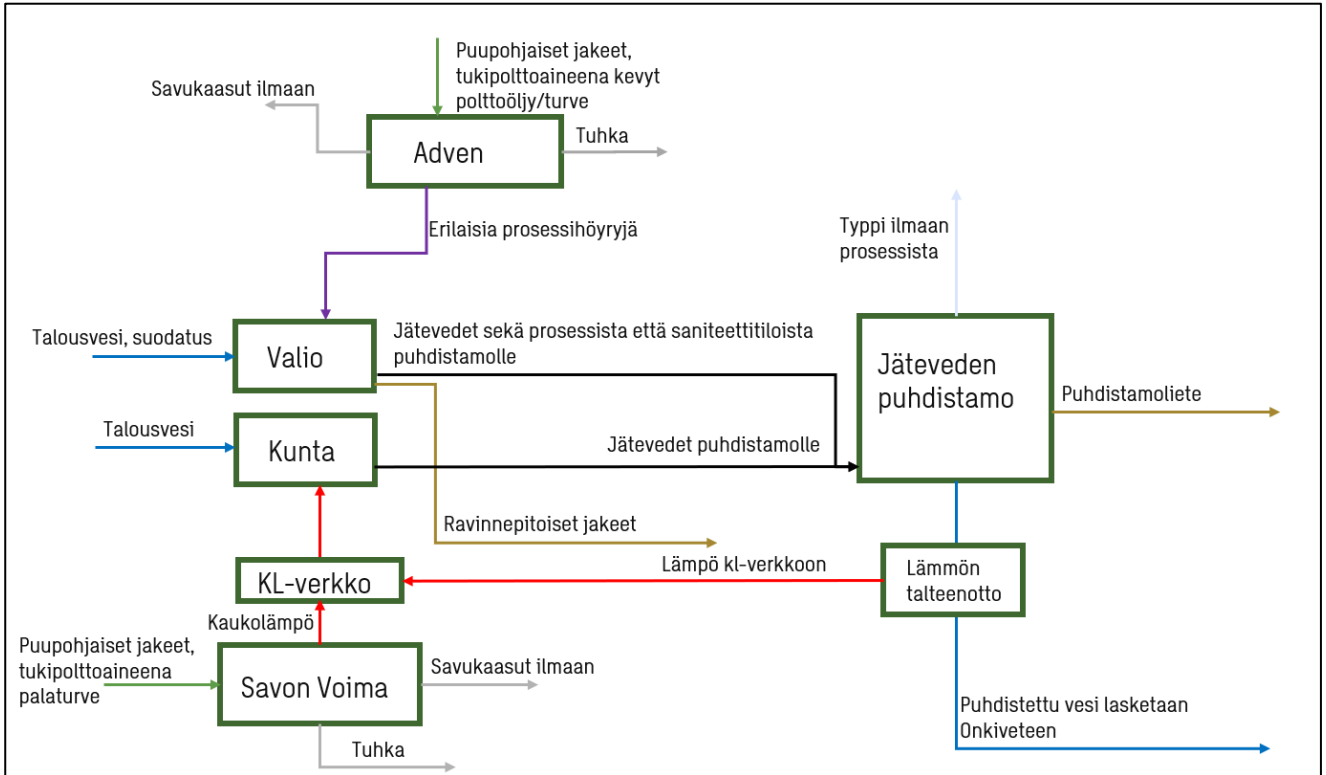 Puupohjaiset jakeet,
tukipolttoaineena kevyt
polttoöljy/turve
Savukaasut ilmaan
Adven
Tuhka
Erilaisia prosessihöyryjä
Typpi ilmaan
prosessista
Talousvesi, suodatus
Valio
Jätevedet sekä prosessista että saniteettitiloista
puhdistamolle
Jäteveden
puhdistamo
Puhdistamoliete
Talousvesi
Kunta
Jätevedet puhdistamolle
Ravinnepitoiset jakeet
KL-verkko
Lämpö kl-verkkoon
Lämmön
talteenotto
Kaukolämpö
Puupohjaiset jakeet,
tukipolttoaineena
palaturve
Savon Voima
Savukaasut ilmaan
Tuhka
Puhdistettu vesi lasketaan
Onkiveteen